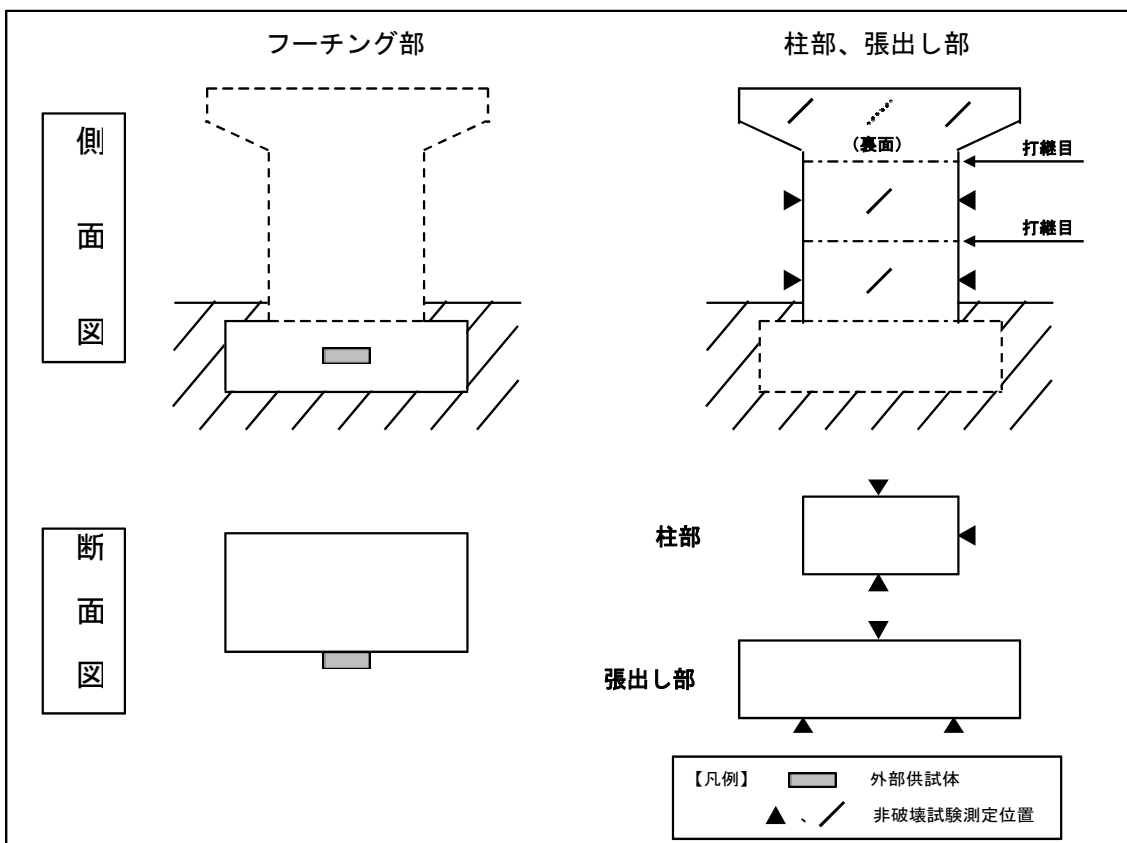 フーチング部
柱部、張出し部
側面図
(裏面)
打継目
打継目
断面図
柱部
張出し部
【凡例】 外部供試体
、 非破壊試験測定位置